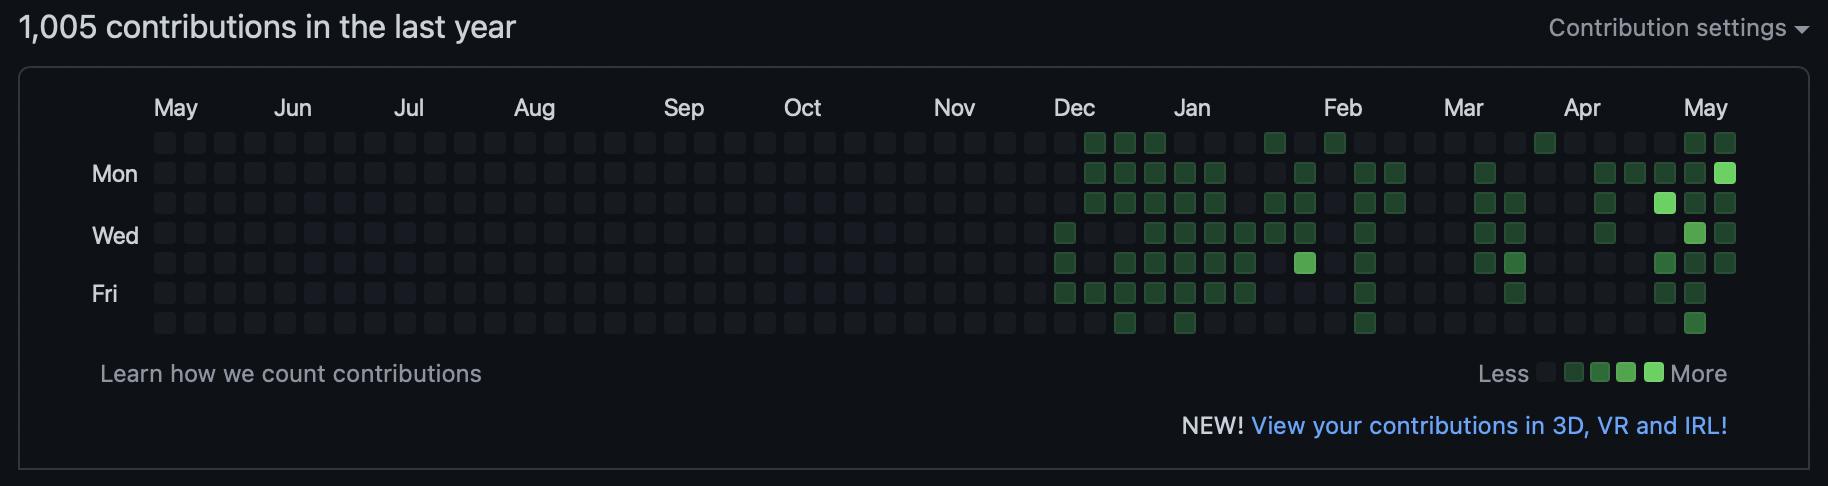 1,005 contributions in the last year
Contribution settings
May Jun Jul Aug Sep Oct Nov Dec Jan Feb Mar Apr May
Mon
Wed
Fri
Learn how we count contributions
Less More
NEW! View your contributions in 3D, VR and IRL!